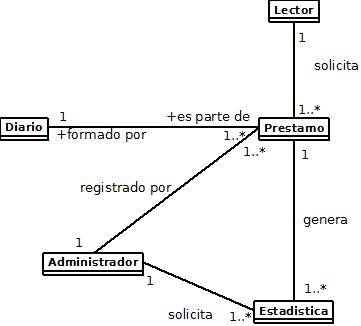 Lector
1
solicita
1..*
1
+es parte de
Diario
Prestamo
+formado por
1..*
1..*
1
registrado por
genera
1
Administrador
1
1..*
solicita
1..*
Estadistica